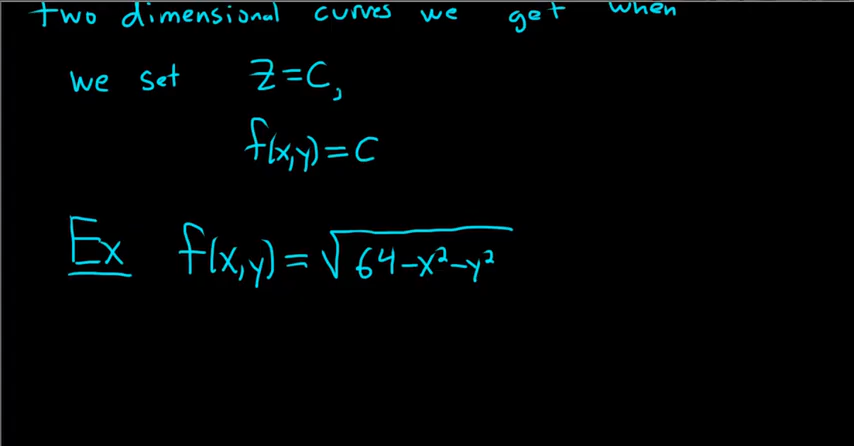 two dimensional curves we get when
we set z=C,
f(x,y)=C
Ex f(x,y)=√(64-x²-y²)